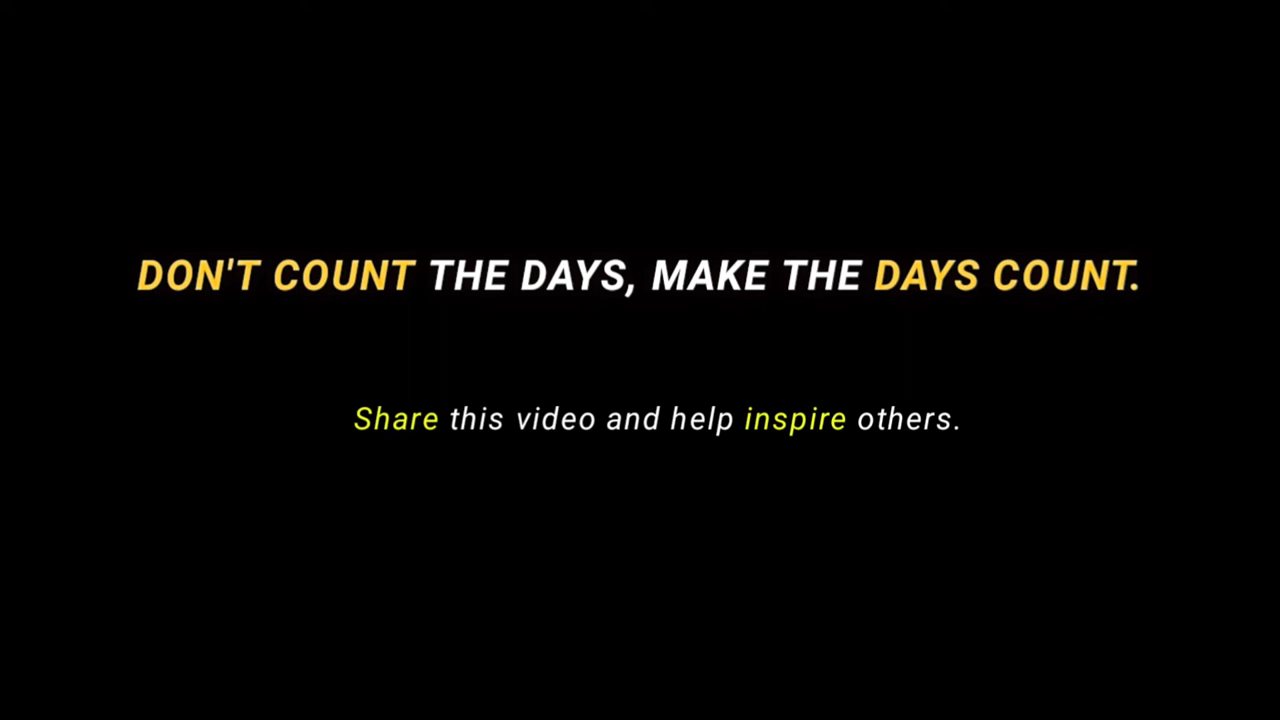 DON'T COUNT THE DAYS, MAKE THE DAYS COUNT.
Share this video and help inspire others.